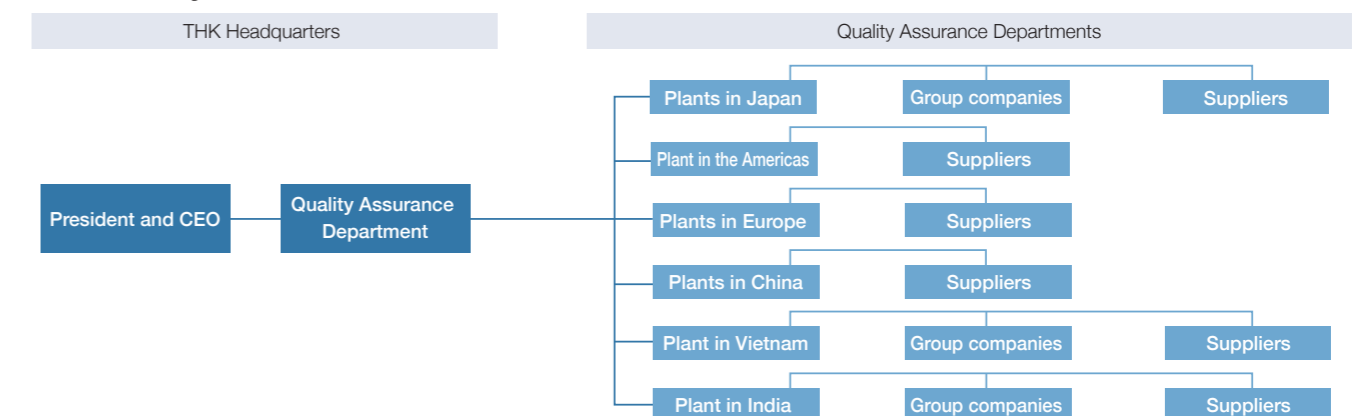 THK Headquarters
Quality Assurance Departments
Plants in Japan
Group companies
Suppliers
Plant in the Americas
Suppliers
President and CEO
Quality Assurance
Department
Plants in Europe
Suppliers
Plants in China
Suppliers
Plant in Vietnam
Group companies
Suppliers
Plant in India
Group companies
Suppliers